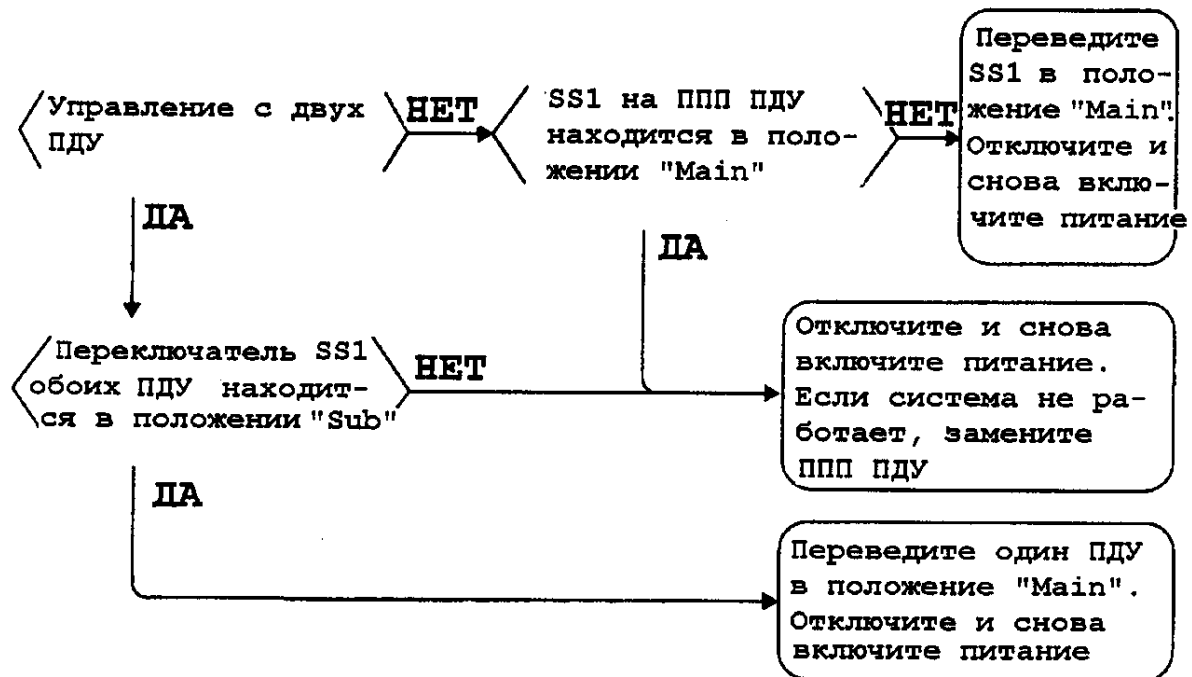 Управление с двух
ПДУ
НЕТ
SS1 на ППП ПДУ
находится в поло-
жении "Main"
НЕТ
Переведите
SS1 в поло-
жение "Main".
Отключите и
снова вклю-
чите питание
ДА
ДА
Переключатель SS1
обоих ПДУ находит-
ся в положении "Sub"
НЕТ
Отключите и снова
включите питание.
Если система не ра-
ботает, замените
ППП ПДУ
ДА
Переведите один ПДУ
в положение "Main".
Отключите и снова
включите питание